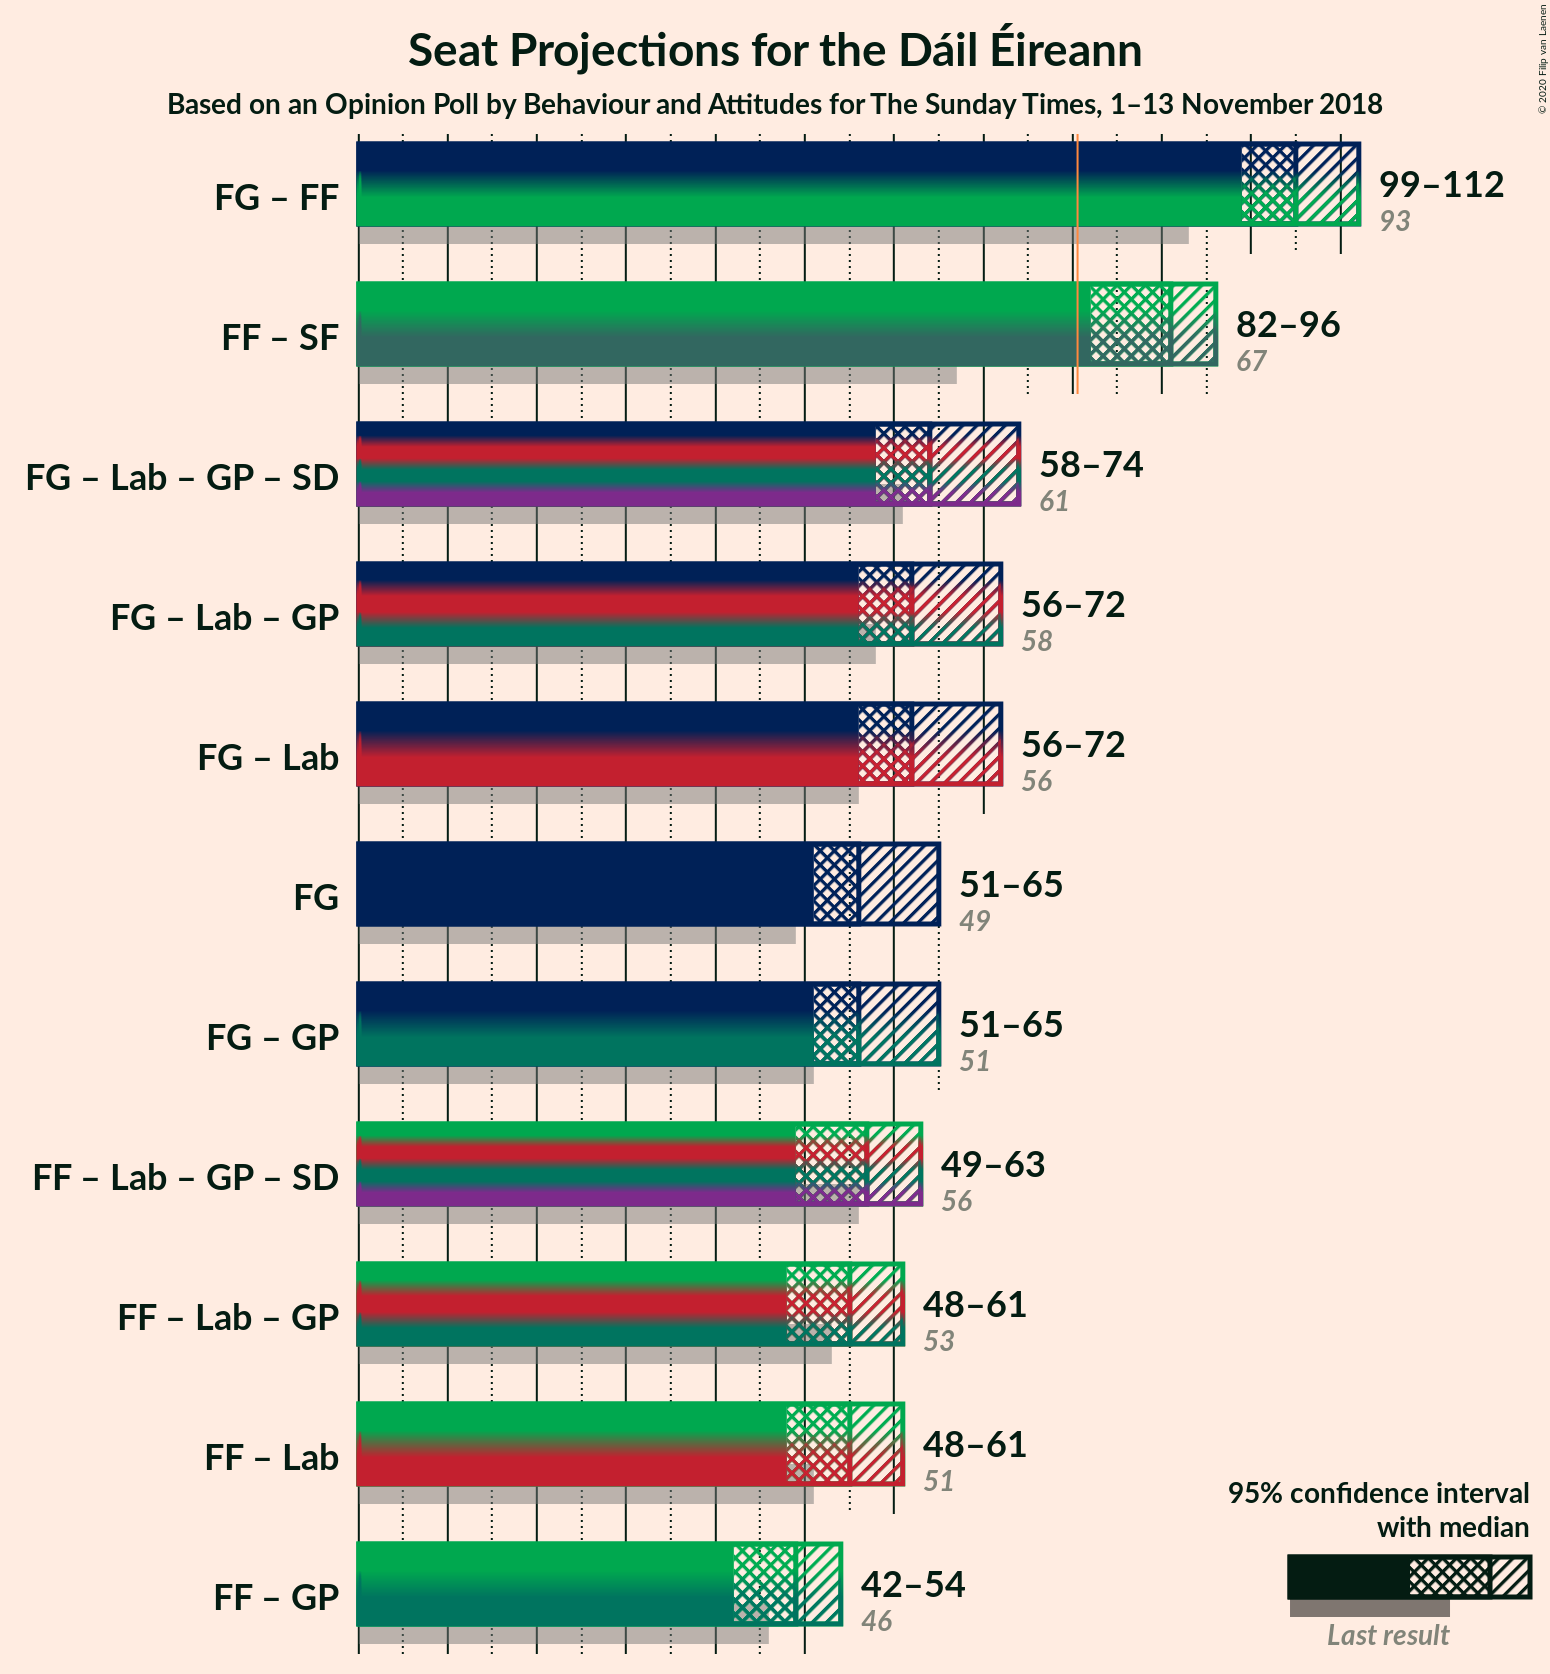 Seat Projections for the Dáil Éireann
Based on an Opinion Poll by Behaviour and Attitudes for The Sunday Times, 1–13 November 2018
© 2020 Filip van Laenen
FG – FF
99–112
93
FF – SF
82–96
67
FG – Lab – GP – SD
58–74
61
FG – Lab – GP
56–72
58
FG – Lab
56–72
56
FG
51–65
49
FG – GP
51–65
51
FF – Lab – GP – SD
49–63
56
FF – Lab – GP
48–61
53
FF – Lab
48–61
51
FF – GP
42–54
46
95% confidence interval
with median
Last result